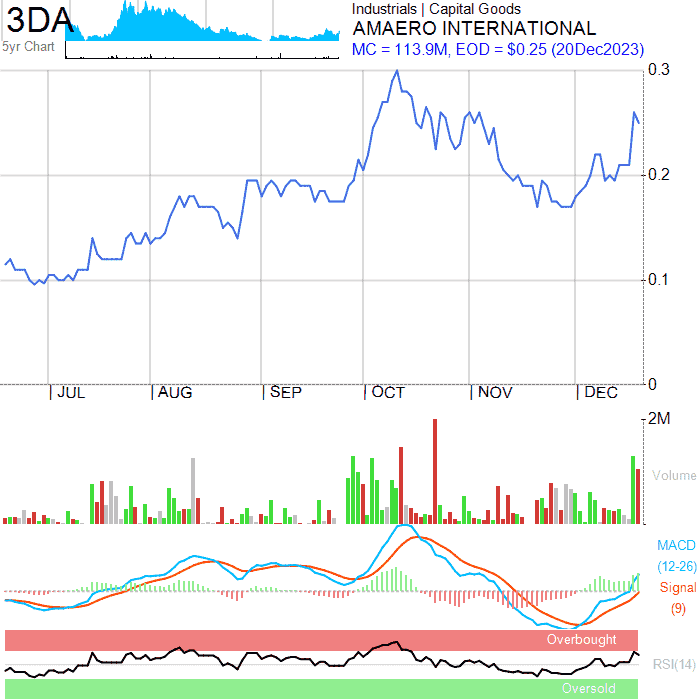 3DA
5yr Chart
Industrials | Capital Goods
AMAERO INTERNATIONAL
MC = 113.9M, EOD = $0.25 (20Dec2023)
0.3
0.2
0.1
0
JUL AUG SEP OCT NOV DEC
2M
Volume
MACD
(12-26)
Signal
(9)
Overbought
RSI(14)
Oversold